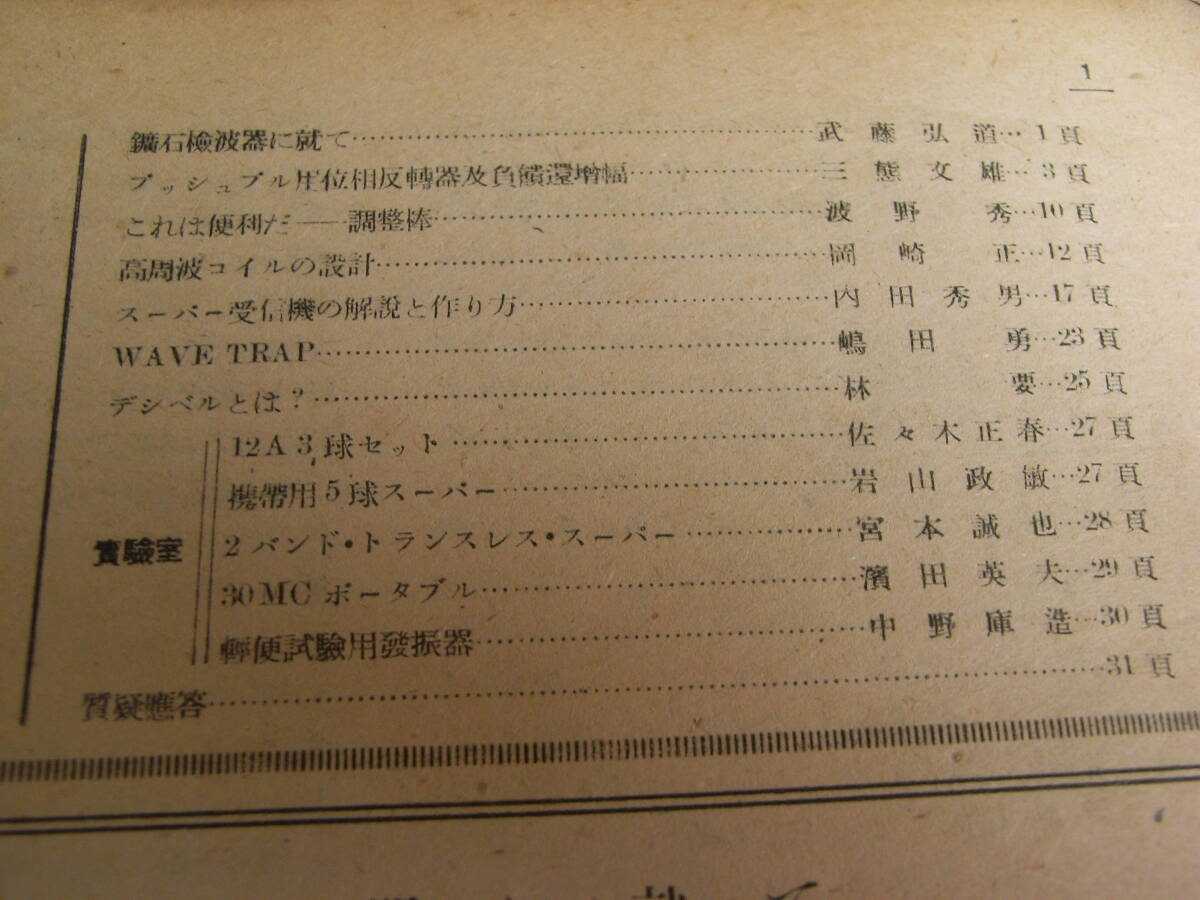 1
鑛石檢波器に就て……武藤弘道…1頁
プッシュプル圧位相反轉器及負饋還增幅……三熊文雄…3頁
これは便利だ——調整棒……波野秀…10頁
高周波コイルの設計……岡崎正…12頁
スーパー受信機の解說と作り方……內田秀男…17頁
WAVE TRAP……嶋田勇…23頁
デシベルとは?……林要…25頁
12A 3球セット……佐々木正春…27頁
携帶用5球スーパー……岩山政敏…27頁
實驗室
2バンド・トランスレス・スーパー……宮本誠也…28頁
30MCポータブル……濱田英夫…29頁
輕便試驗用發振器……中野庫造…30頁
質疑應答……31頁